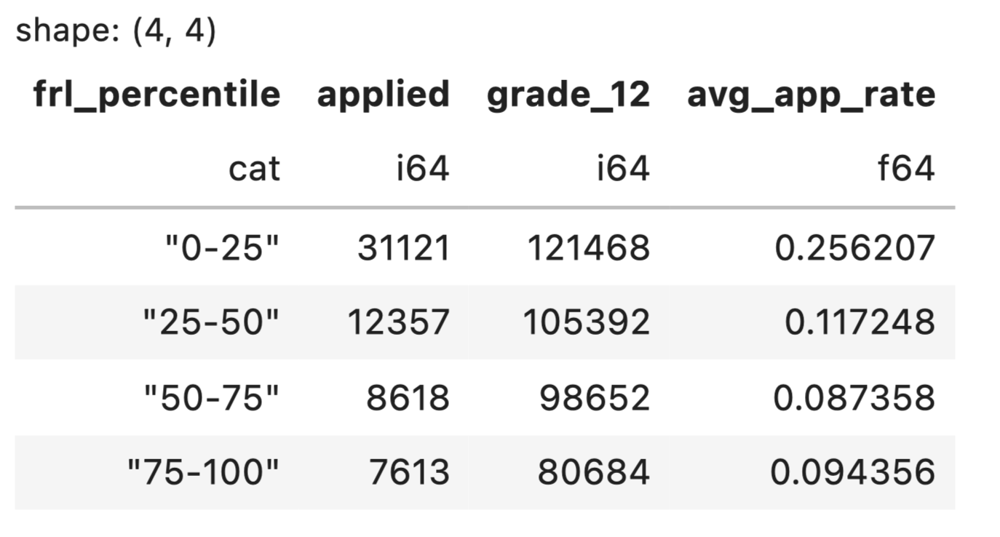 shape: (4, 4)
frl_percentile applied grade_12 avg_app_rate
cat i64 i64 f64
"0-25" 31121 121468 0.256207
"25-50" 12357 105392 0.117248
"50-75" 8618 98652 0.087358
"75-100" 7613 80684 0.094356